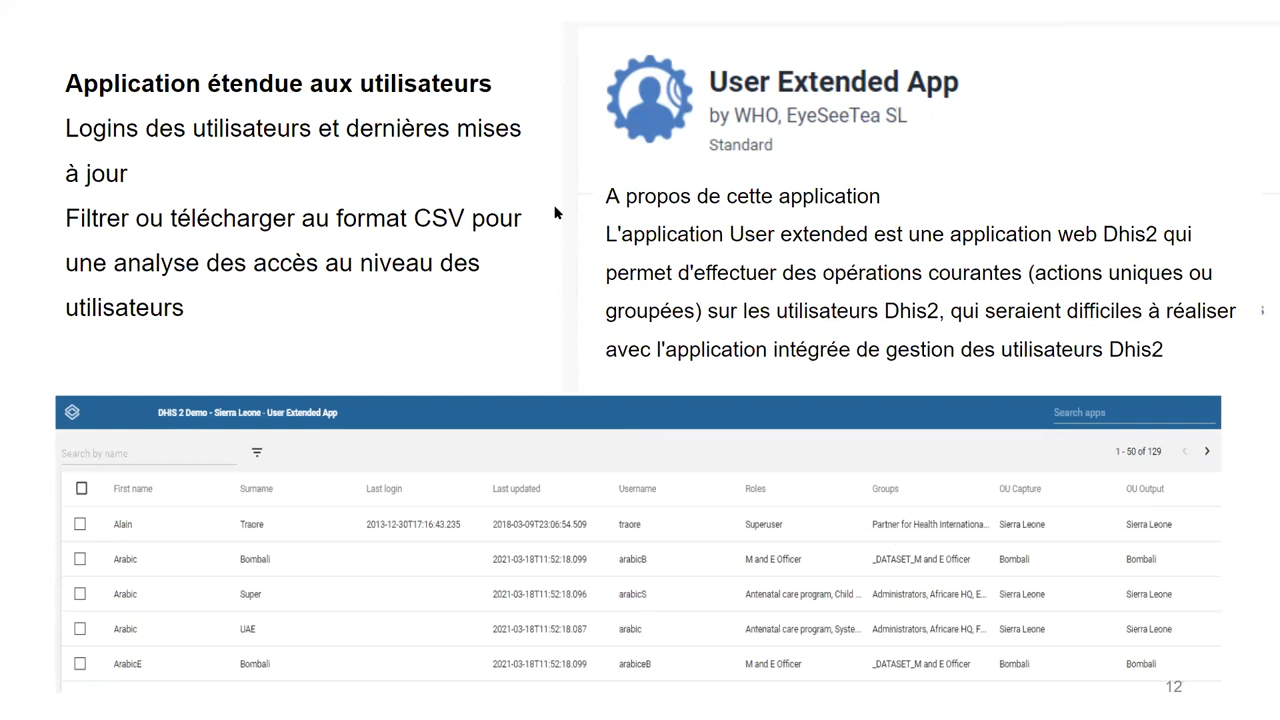 Application étendue aux utilisateurs
Logins des utilisateurs et dernières mises
à jour
Filtrer ou télécharger au format CSV pour
une analyse des accès au niveau des
utilisateurs
User Extended App
by WHO, EyeSeeTea SL
Standard
A propos de cette application
L'application User extended est une application web Dhis2 qui
permet d'effectuer des opérations courantes (actions uniques ou
groupées) sur les utilisateurs Dhis2, qui seraient difficiles à réaliser
avec l'application intégrée de gestion des utilisateurs Dhis2
DHIS 2 Demo - Sierra Leone - User Extended App
Search apps
Search by name
1 - 50 of 129
First name Surname Last login Last updated Username Roles Groups OU Capture OU Output
Alain Traore 2013-12-30T17:16:43.235 2018-03-09T23:06:54.509 traore Superuser Partner for Health Internationa... Sierra Leone Sierra Leone
Arabic Bombali 2021-03-18T11:52:18.099 arabicB M and E Officer _DATASET_M and E Officer Bombali Bombali
Arabic Super 2021-03-18T11:52:18.096 arabicS Antenatal care program, Child ... Administrators, Africare HQ, E... Sierra Leone Sierra Leone
Arabic UAE 2021-03-18T11:52:18.087 arabic Antenatal care program, Syste... Administrators, Africare HQ, F... Sierra Leone Sierra Leone
ArabicE Bombali 2021-03-18T11:52:18.099 arabiceB M and E Officer _DATASET_M and E Officer Bombali Bombali
12